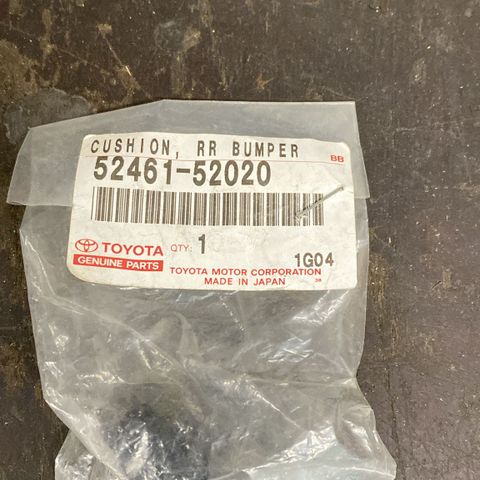 CUSHION, RR BUMPER
BB
52461-52020
TOYOTA
GENUINE PARTS
QTY: 1
1G04
TOYOTA MOTOR CORPORATION
MADE IN JAPAN